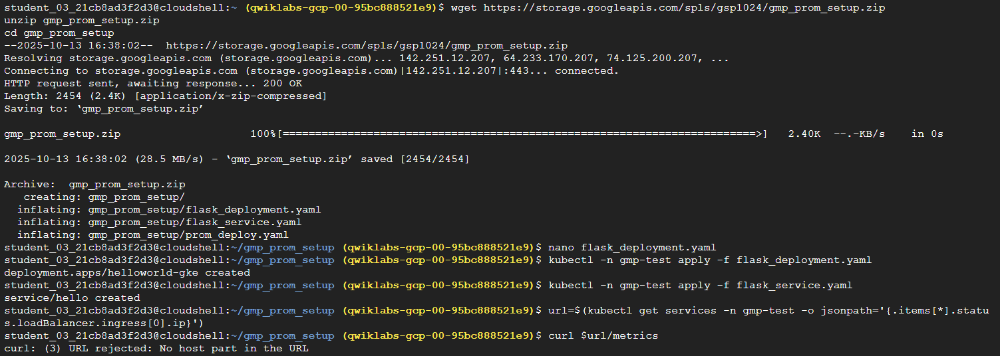 student_03_21cb8ad3f2d3@cloudshell:~ (qwiklabs-gcp-00-95bc888521e9)$ wget https://storage.googleapis.com/spls/gsp1024/gmp_prom_setup.zip
unzip gmp_prom_setup.zip
cd gmp_prom_setup
--2025-10-13 16:38:02--  https://storage.googleapis.com/spls/gsp1024/gmp_prom_setup.zip
Resolving storage.googleapis.com (storage.googleapis.com)... 142.251.12.207, 64.233.170.207, 74.125.200.207, ...
Connecting to storage.googleapis.com (storage.googleapis.com)|142.251.12.207|:443... connected.
HTTP request sent, awaiting response... 200 OK
Length: 2454 (2.4K) [application/x-zip-compressed]
Saving to: ‘gmp_prom_setup.zip’
gmp_prom_setup.zip                    100%[=========================================================================>]   2.40K  --.-KB/s    in 0s
2025-10-13 16:38:02 (28.5 MB/s) - ‘gmp_prom_setup.zip’ saved [2454/2454]
Archive:  gmp_prom_setup.zip
   creating: gmp_prom_setup/
  inflating: gmp_prom_setup/flask_deployment.yaml
  inflating: gmp_prom_setup/flask_service.yaml
  inflating: gmp_prom_setup/prom_deploy.yaml
student_03_21cb8ad3f2d3@cloudshell:~/gmp_prom_setup (qwiklabs-gcp-00-95bc888521e9)$ nano flask_deployment.yaml
student_03_21cb8ad3f2d3@cloudshell:~/gmp_prom_setup (qwiklabs-gcp-00-95bc888521e9)$ kubectl -n gmp-test apply -f flask_deployment.yaml
deployment.apps/helloworld-gke created
student_03_21cb8ad3f2d3@cloudshell:~/gmp_prom_setup (qwiklabs-gcp-00-95bc888521e9)$ kubectl -n gmp-test apply -f flask_service.yaml
service/hello created
student_03_21cb8ad3f2d3@cloudshell:~/gmp_prom_setup (qwiklabs-gcp-00-95bc888521e9)$ url=$(kubectl get services -n gmp-test -o jsonpath='{.items[*].statu
s.loadBalancer.ingress[0].ip}')
student_03_21cb8ad3f2d3@cloudshell:~/gmp_prom_setup (qwiklabs-gcp-00-95bc888521e9)$ curl $url/metrics
curl: (3) URL rejected: No host part in the URL